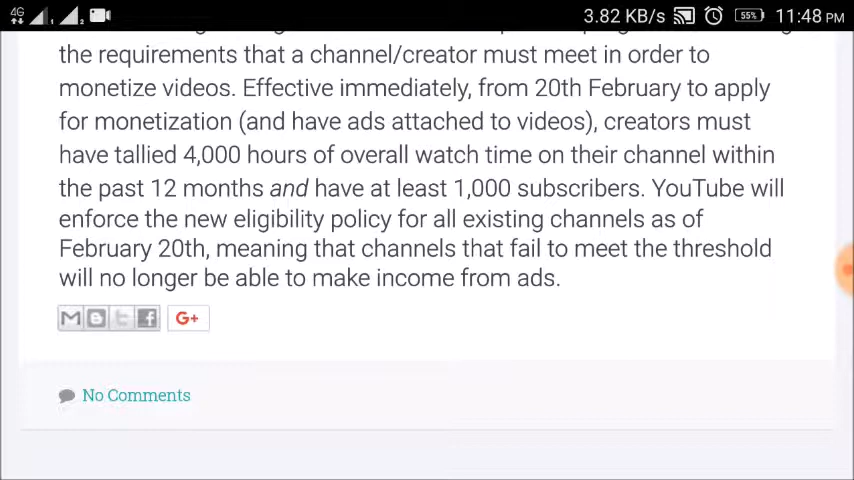 4G 1 2 3.82 KB/s 55% 11:48 PM
the requirements that a channel/creator must meet in order to
monetize videos. Effective immediately, from 20th February to apply
for monetization (and have ads attached to videos), creators must
have tallied 4,000 hours of overall watch time on their channel within
the past 12 months and have at least 1,000 subscribers. YouTube will
enforce the new eligibility policy for all existing channels as of
February 20th, meaning that channels that fail to meet the threshold
will no longer be able to make income from ads.
G+
No Comments